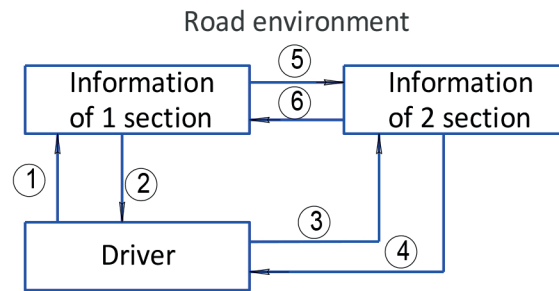 Road environment
5
Information
of 1 section
Information
of 2 section
6
1
2
3
4
Driver